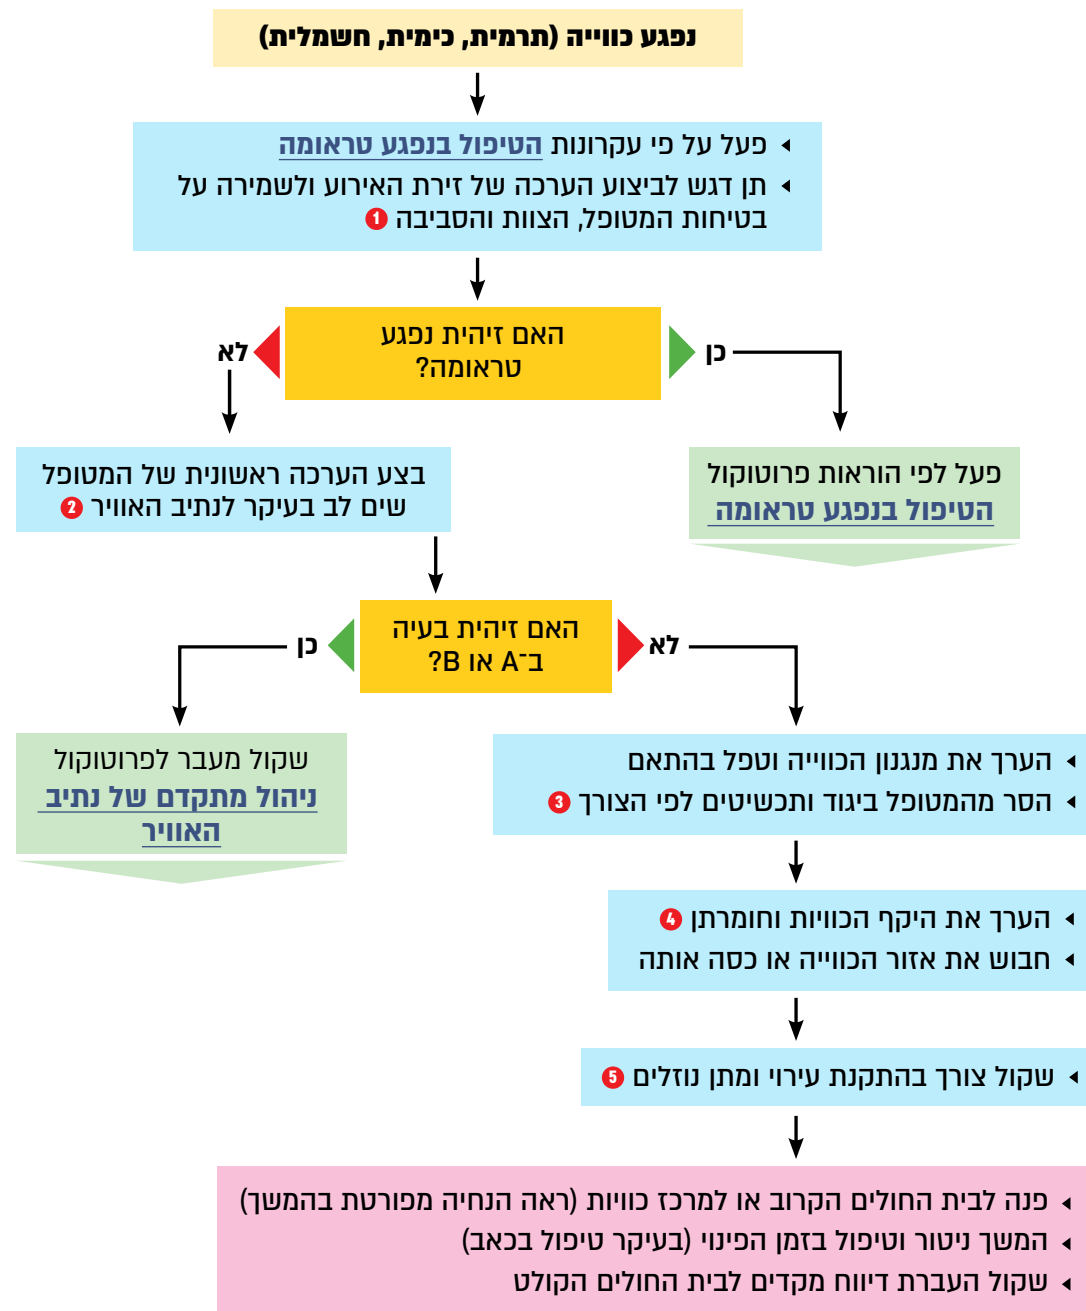 נפגע כווייה (תרמית, כימית, חשמלית)
פעל על פי עקרונות הטיפול בנפגע טראומה
תן דגש לביצוע הערכה של זירת האירוע ולשמירה על
בטיחות המטופל, הצוות והסביבה 1
האם זיהית נפגע
טראומה?
כן
לא
פעל לפי הוראות פרוטוקול
הטיפול בנפגע טראומה
בצע הערכה ראשונית של המטופל
שים לב בעיקר לנתיב האוויר 2
האם זיהית בעיה
ב־A או B?
לא
כן
שקול מעבר לפרוטוקול
ניהול מתקדם של נתיב
האוויר
הערך את מנגנון הכווייה וטפל בהתאם
הסר מהמטופל ביגוד ותכשיטים לפי הצורך 3
הערך את היקף הכוויות וחומרתן 4
חבוש את אזור הכווייה או כסה אותה
שקול צורך בהתקנת עירוי ומתן נוזלים 5
פנה לבית החולים הקרוב או למרכז כוויות (ראה הנחיה מפורטת בהמשך)
המשך ניטור וטיפול בזמן הפינוי (בעיקר טיפול בכאב)
שקול העברת דיווח מקדים לבית החולים הקולט